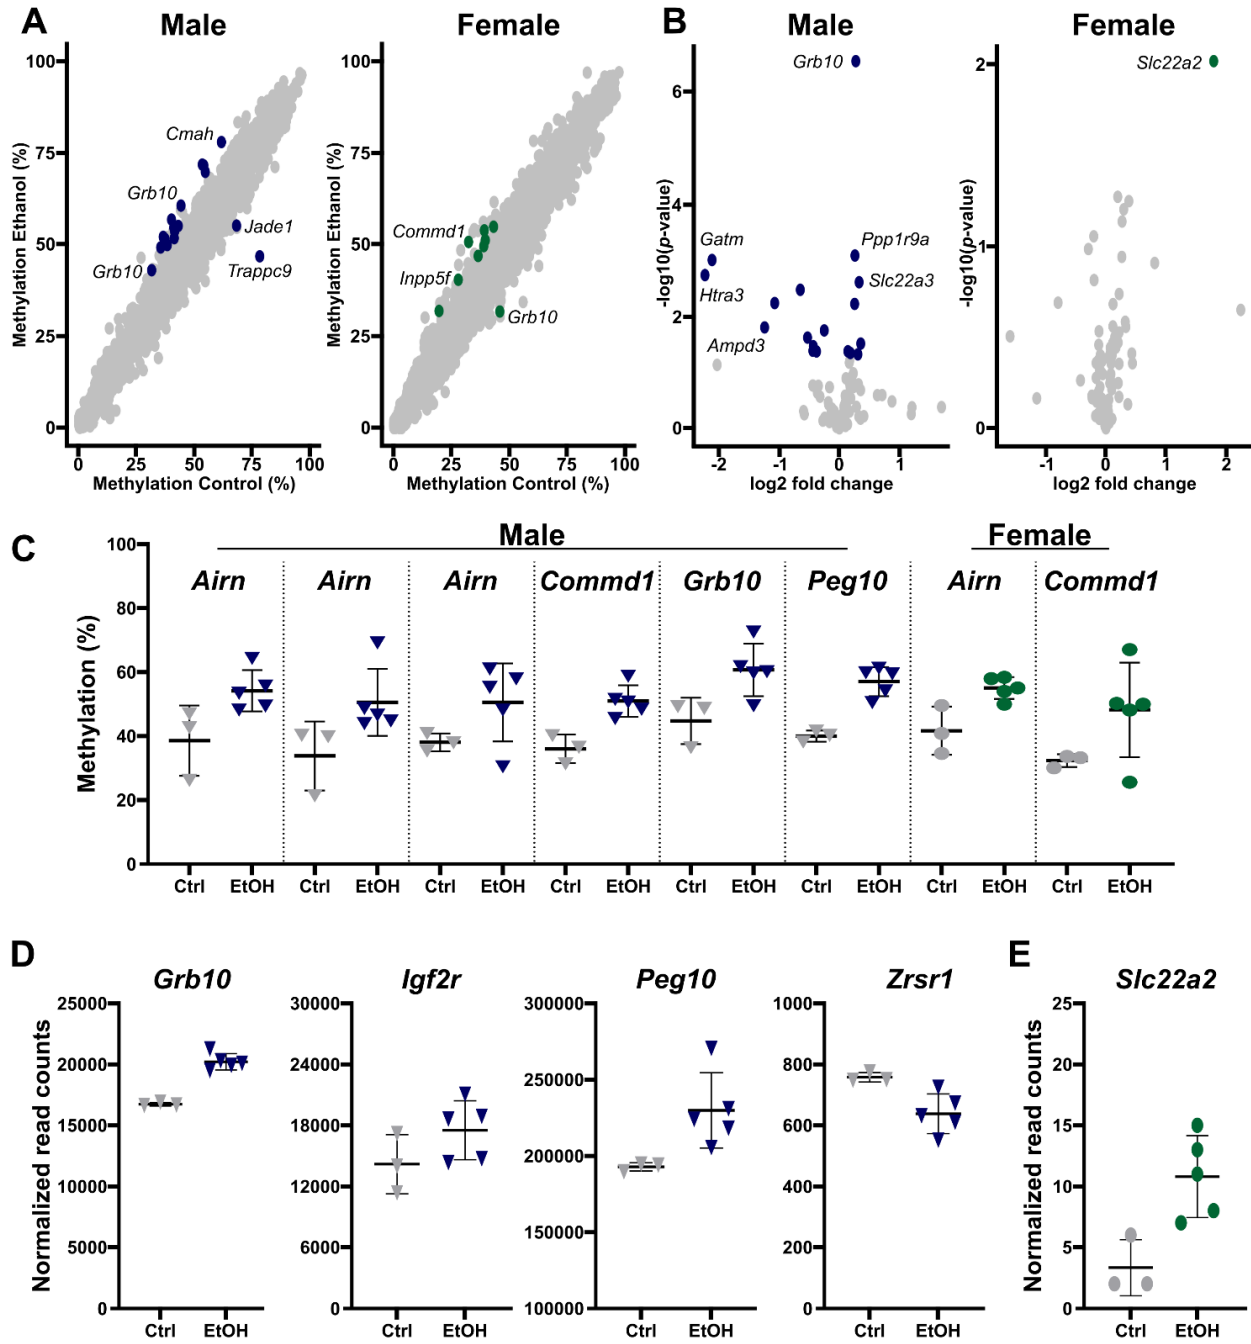 A
Male
Female
Methylation Ethanol (%)
100
75
50
25
0
Cmah
Grb10
Jade1
Grb10
Trappc9
0 25 50 75 100
Methylation Control (%)
Methylation Ethanol (%)
100
75
50
25
0
Commd1
Inpp5f
Grb10
0 25 50 75 100
Methylation Control (%)
B
Male
Female
-log10(p-value)
6
4
2
0
Grb10
Gatm
Ppp1r9a
Htra3
Slc22a3
Ampd3
-2 -1 0 1
log2 fold change
-log10(p-value)
2
1
0
Slc22a2
-1 0 1 2
log2 fold change
C
Male
Female
Methylation (%)
100
80
60
40
20
0
Airn Airn Airn Commd1 Grb10 Peg10 Airn Commd1
Ctrl EtOH Ctrl EtOH Ctrl EtOH Ctrl EtOH Ctrl EtOH Ctrl EtOH Ctrl EtOH Ctrl EtOH
D
Grb10
Normalized read counts
25000
20000
15000
10000
5000
0
Ctrl EtOH
Igf2r
30000
24000
18000
12000
6000
0
Ctrl EtOH
Peg10
300000
250000
200000
150000
100000
Ctrl EtOH
Zrsr1
1000
800
600
400
200
0
Ctrl EtOH
E
Slc22a2
Normalized read counts
25
20
15
10
5
0
Ctrl EtOH